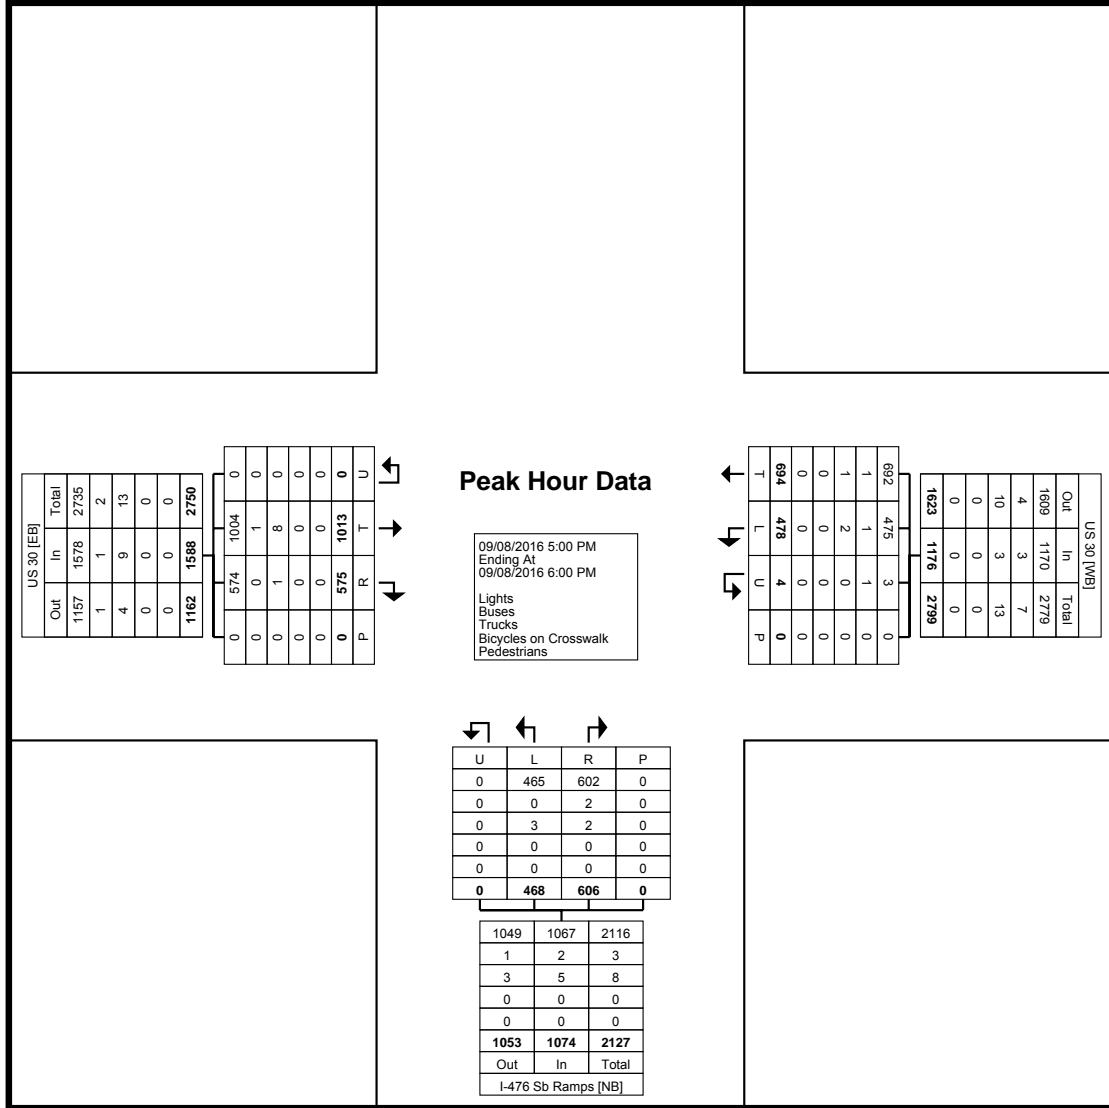 Peak Hour Data
09/08/2016 5:00 PM
Ending At
09/08/2016 6:00 PM
Lights
Buses
Trucks
Bicycles on Crosswalk
Pedestrians
U T R P
0 1013 575 0
0 0 0 0
0 0 0 0
0 8 1 0
0 1 0 0
0 1004 574 0
2750 1588 1162
0 0 0
0 0 0
13 9 4
2 1 1
2735 1578 1157
Total In Out
US 30 [EB]
US 30 [WB]
Out In Total
1609 1170 2779
4 3 7
10 3 13
0 0 0
0 0 0
1623 1176 2799
692 475 3 0
1 1 1 0
1 2 0 0
0 0 0 0
0 0 0 0
694 478 4 0
T L U P
U L R P
0 465 602 0
0 0 2 0
0 3 2 0
0 0 0 0
0 0 0 0
0 468 606 0
1049 1067 2116
1 2 3
3 5 8
0 0 0
0 0 0
1053 1074 2127
Out In Total
I-476 Sb Ramps [NB]